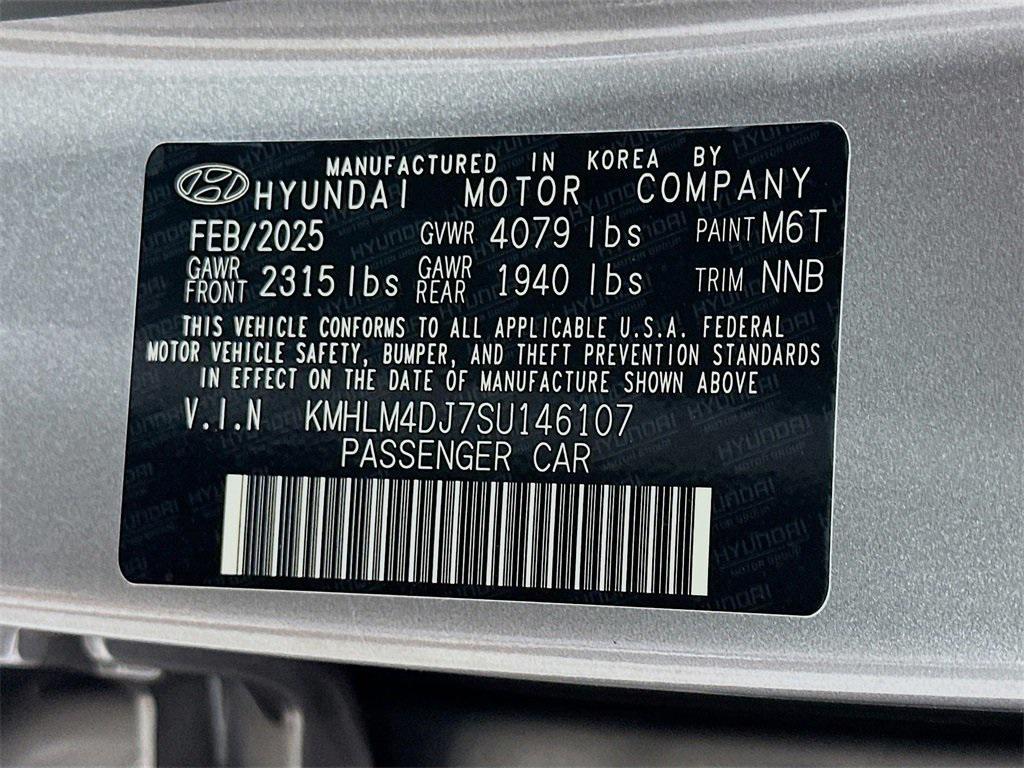 MANUFACTURED IN KOREA BY
HYUNDAI MOTOR COMPANY
FEB/2025 GVWR 4079 lbs PAINT M6T
GAWR FRONT 2315 lbs GAWR REAR 1940 lbs TRIM NNB
THIS VEHICLE CONFORMS TO ALL APPLICABLE U.S.A. FEDERAL
MOTOR VEHICLE SAFETY, BUMPER, AND THEFT PREVENTION STANDARDS
IN EFFECT ON THE DATE OF MANUFACTURE SHOWN ABOVE
V.I.N KMHLM4DJ7SU146107
PASSENGER CAR